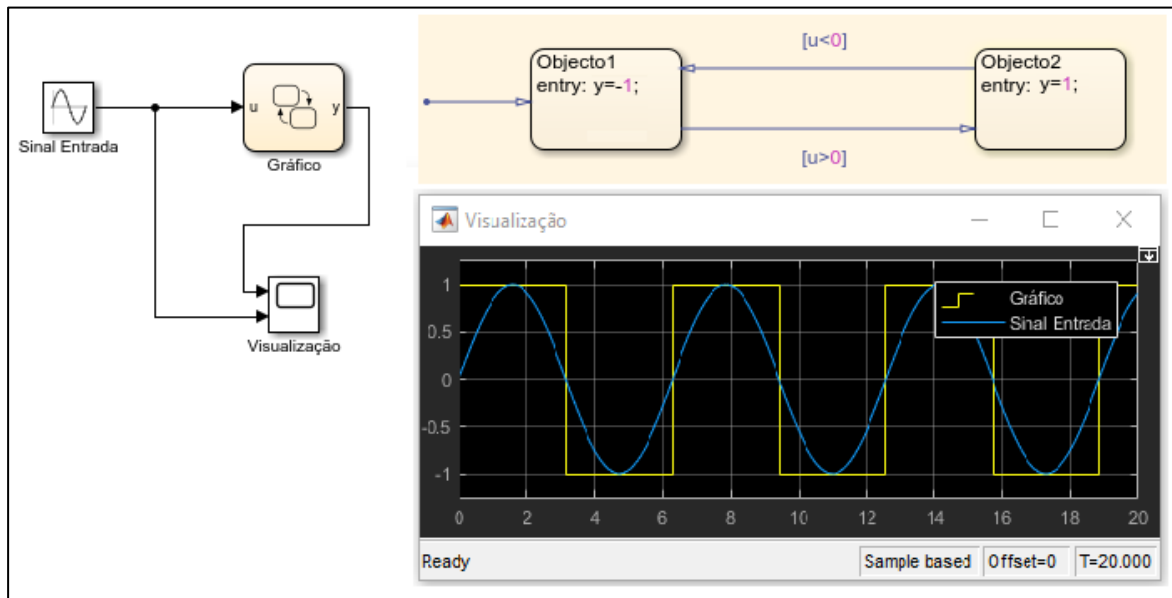 Sinal Entrada
u
y
Gráfico
Visualização
Objecto1
entry: y=-1;
[u<0]
[u>0]
Objecto2
entry: y=1;
Visualização
1
0.5
0
-0.5
-1
Gráfico
Sinal Entrada
0 2 4 6 8 10 12 14 16 18 20
Ready Sample based Offset=0 T=20.000